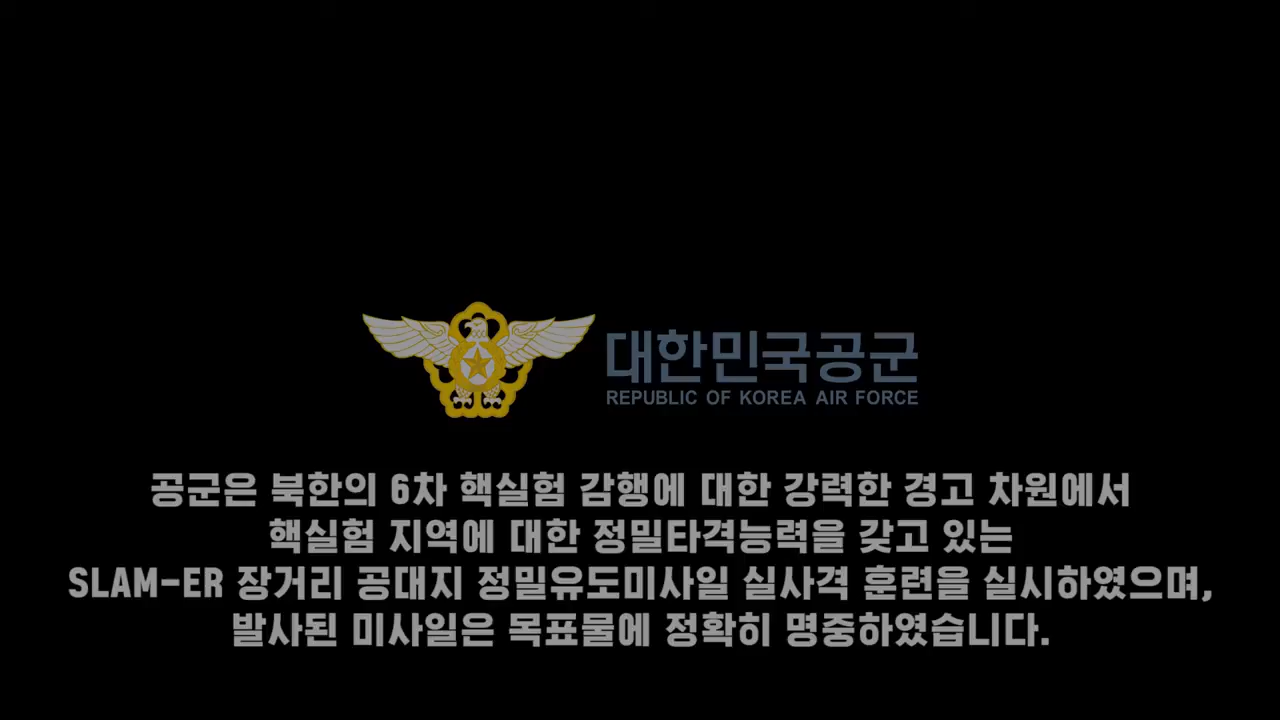 대한민국공군
REPUBLIC OF KOREA AIR FORCE
공군은 북한의 6차 핵실험 감행에 대한 강력한 경고 차원에서
핵실험 지역에 대한 정밀타격능력을 갖고 있는
SLAM-ER 장거리 공대지 정밀유도미사일 실사격 훈련을 실시하였으며,
발사된 미사일은 목표물에 정확히 명중하였습니다.